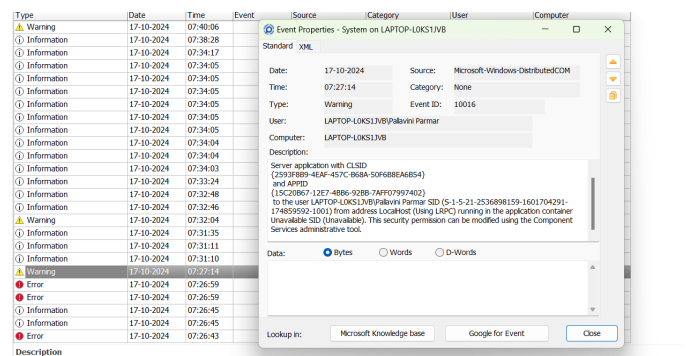 Type Date Time Event Source Category User Computer
Warning 17-10-2024 07:40:06
Information 17-10-2024 07:38:28
Information 17-10-2024 07:34:17
Information 17-10-2024 07:34:05
Information 17-10-2024 07:34:05
Information 17-10-2024 07:34:05
Information 17-10-2024 07:34:05
Information 17-10-2024 07:34:05
Information 17-10-2024 07:34:05
Information 17-10-2024 07:34:04
Information 17-10-2024 07:34:04
Information 17-10-2024 07:34:03
Information 17-10-2024 07:33:24
Information 17-10-2024 07:32:48
Information 17-10-2024 07:32:46
Warning 17-10-2024 07:32:04
Information 17-10-2024 07:31:35
Information 17-10-2024 07:31:11
Information 17-10-2024 07:31:10
Warning 17-10-2024 07:27:14
Error 17-10-2024 07:26:59
Error 17-10-2024 07:26:59
Information 17-10-2024 07:26:45
Information 17-10-2024 07:26:45
Error 17-10-2024 07:26:43
Description
Event Properties - System on LAPTOP-L0KS1JVB
Standard XML
Date: 17-10-2024 Source: Microsoft-Windows-DistributedCOM
Time: 07:27:14 Category: None
Type: Warning Event ID: 10016
User: LAPTOP-L0KS1JVB\Pallavini Parmar
Computer: LAPTOP-L0KS1JVB
Description:
Server application with CLSID
{2593F8B9-4EAF-457C-B68A-50F6B8EA6B54}
and APPID
{15C20B67-12E7-4BB6-92BB-7AFF07997402}
to the user LAPTOP-L0KS1JVB\Pallavini Parmar SID (S-1-5-21-2536898159-1601704291-
174859592-1001) from address LocalHost (Using LRPC) running in the application container
Unavailable SID (Unavailable). This security permission can be modified using the Component
Services administrative tool.
Data: Bytes Words D-Words
Lookup in: Microsoft Knowledge base Google for Event Close